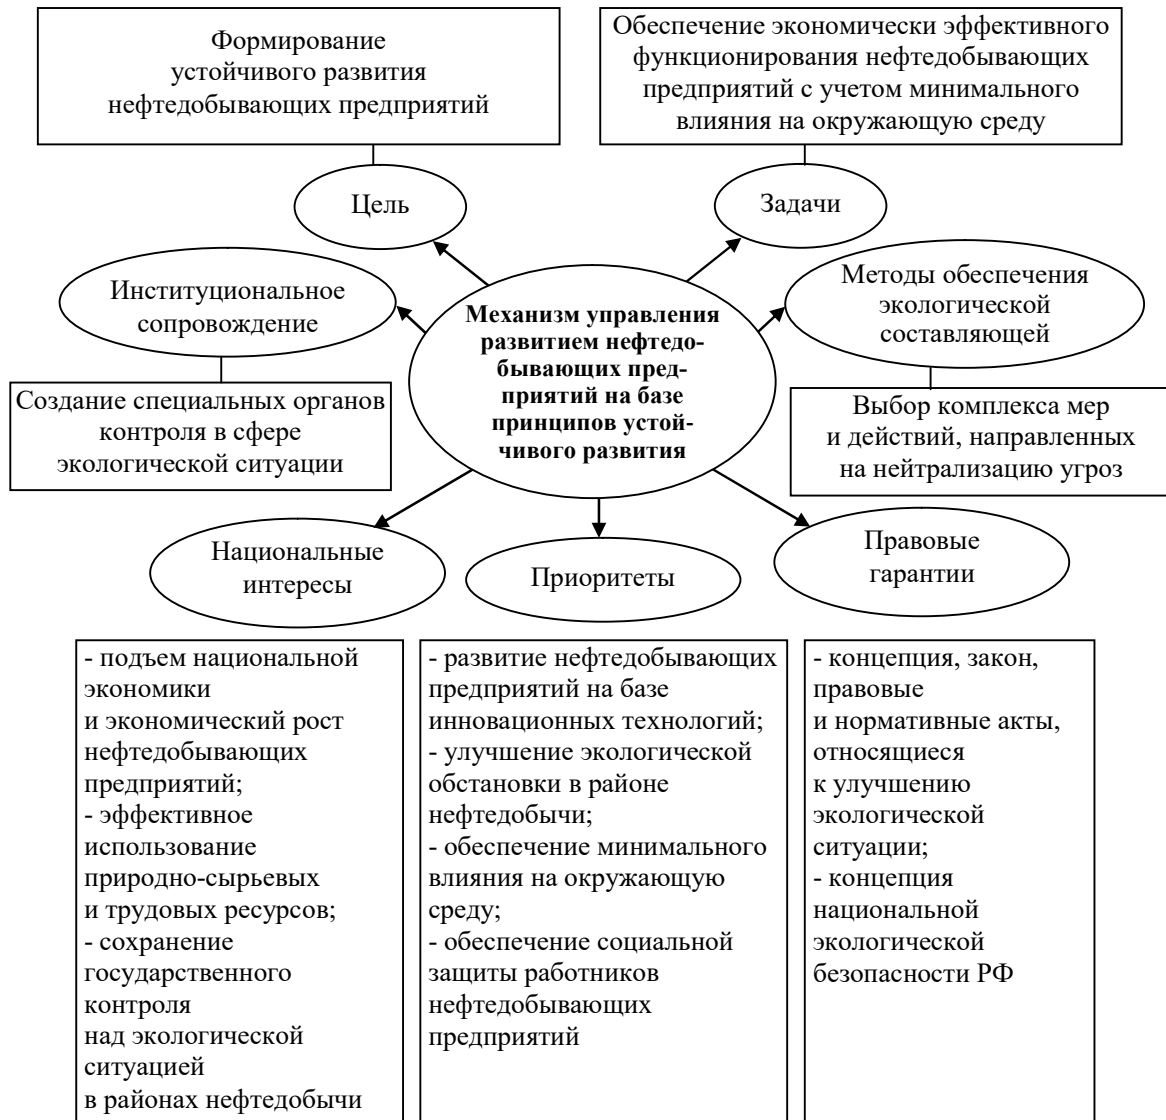 Формирование
устойчивого развития
нефтедобывающих предприятий
Обеспечение экономически эффективного
функционирования нефтедобывающих
предприятий с учетом минимального
влияния на окружающую среду
Цель
Задачи
Институциональное
сопровождение
Методы обеспечения
экологической
составляющей
Механизм управления
развитием нефтедо-
бывающих пред-
приятий на базе
принципов устой-
чивого развития
Создание специальных органов
контроля в сфере
экологической ситуации
Выбор комплекса мер
и действий, направленных
на нейтрализацию угроз
Национальные
интересы
Приоритеты
Правовые
гарантии
- подъем национальной
экономики
и экономический рост
нефтедобывающих
предприятий;
- эффективное
использование
природно-сырьевых
и трудовых ресурсов;
- сохранение
государственного
контроля
над экологической
ситуацией
в районах нефтедобычи
- развитие нефтедобывающих
предприятий на базе
инновационных технологий;
- улучшение экологической
обстановки в районе
нефтедобычи;
- обеспечение минимального
влияния на окружающую
среду;
- обеспечение социальной
защиты работников
нефтедобывающих
предприятий
- концепция, закон,
правовые
и нормативные акты,
относящиеся
к улучшению
экологической
ситуации;
- концепция
национальной
экологической
безопасности РФ